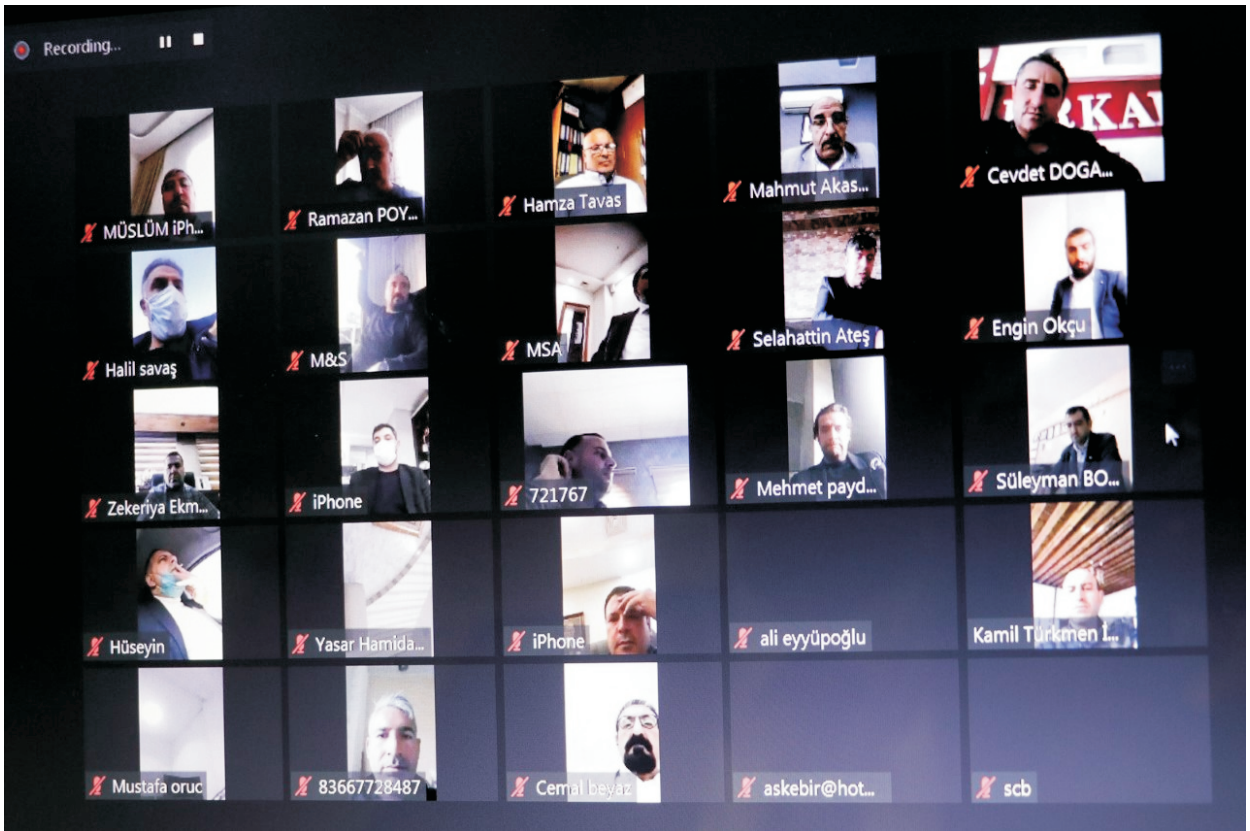 Recording...
MÜSLÜM iPh...
Ramazan POY...
Hamza Tavas
Mahmut Akas...
Cevdet DOGA...
Halil savaş
M&S
MSA
Selahattin Ateş
Engin Okçu
Zekeriya Ekm...
iPhone
721767
Mehmet payd...
Süleyman BO...
Hüseyin
Yasar Hamida...
iPhone
ali eyyüpoğlu
Kamil Türkmen İ...
Mustafa oruc
83667728487
Cemal beyaz
askebir@hot...
scb